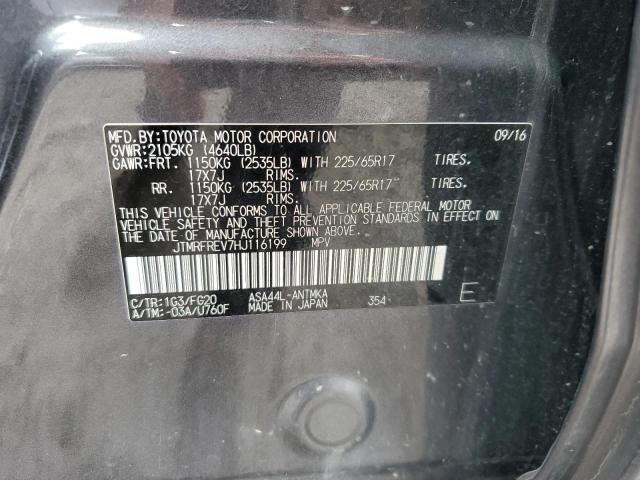 MFD.BY:TOYOTA MOTOR CORPORATION 09/16
GVWR:2105KG (4640LB)
GAWR:FRT. 1150KG (2535LB) WITH 225/65R17 TIRES.
17X7J RIMS.
RR. 1150KG (2535LB) WITH 225/65R17 TIRES.
17X7J RIMS.
THIS VEHICLE CONFORMS TO ALL APPLICABLE FEDERAL MOTOR
VEHICLE SAFETY AND THEFT PREVENTION STANDARDS IN EFFECT ON
THE DATE OF MANUFACTURE SHOWN ABOVE.
JTMRFREV7HJ116199 MPV
C/TR:1G3/FG20 ASA44L-ANTMKA 354 E
A/TM:-03A/U760F MADE IN JAPAN